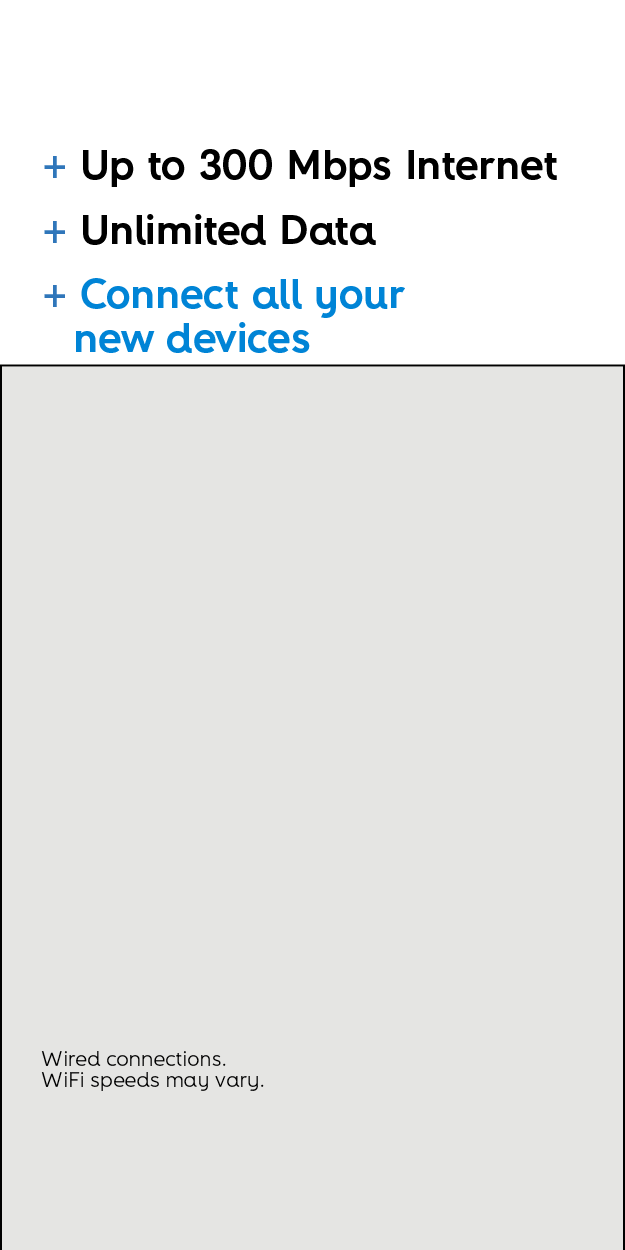 + Up to 300 Mbps Internet
+ Unlimited Data
+ Connect all your
new devices
Wired connections.
WiFi speeds may vary.